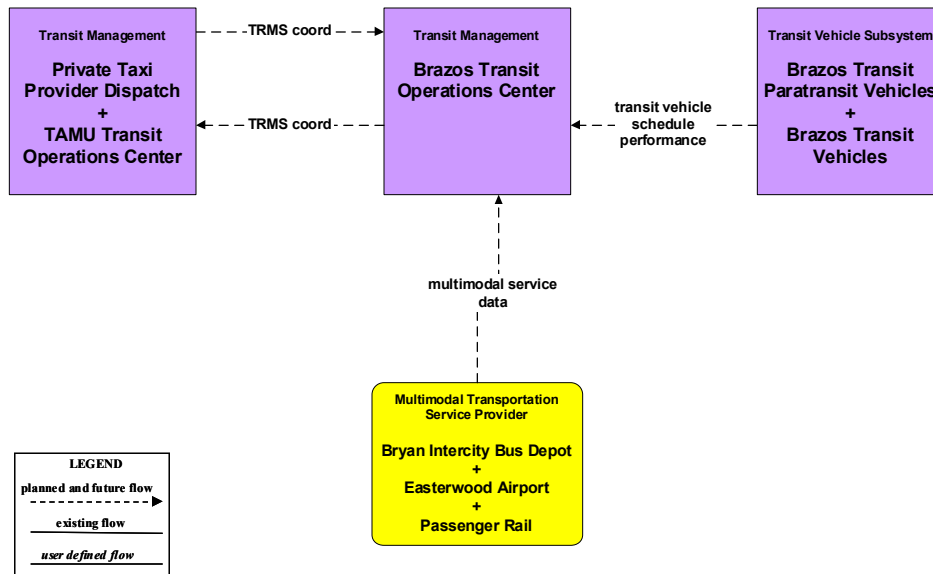 Transit Management
Private Taxi
Provider Dispatch
+
TAMU Transit
Operations Center
TRMS coord
TRMS coord
Transit Management
Brazos Transit
Operations Center
transit vehicle
schedule
performance
Transit Vehicle Subsystem
Brazos Transit
Paratransit Vehicles
+
Brazos Transit
Vehicles
multimodal service
data
Multimodal Transportation
Service Provider
Bryan Intercity Bus Depot
+
Easterwood Airport
+
Passenger Rail
LEGEND
planned and future flow
existing flow
user defined flow